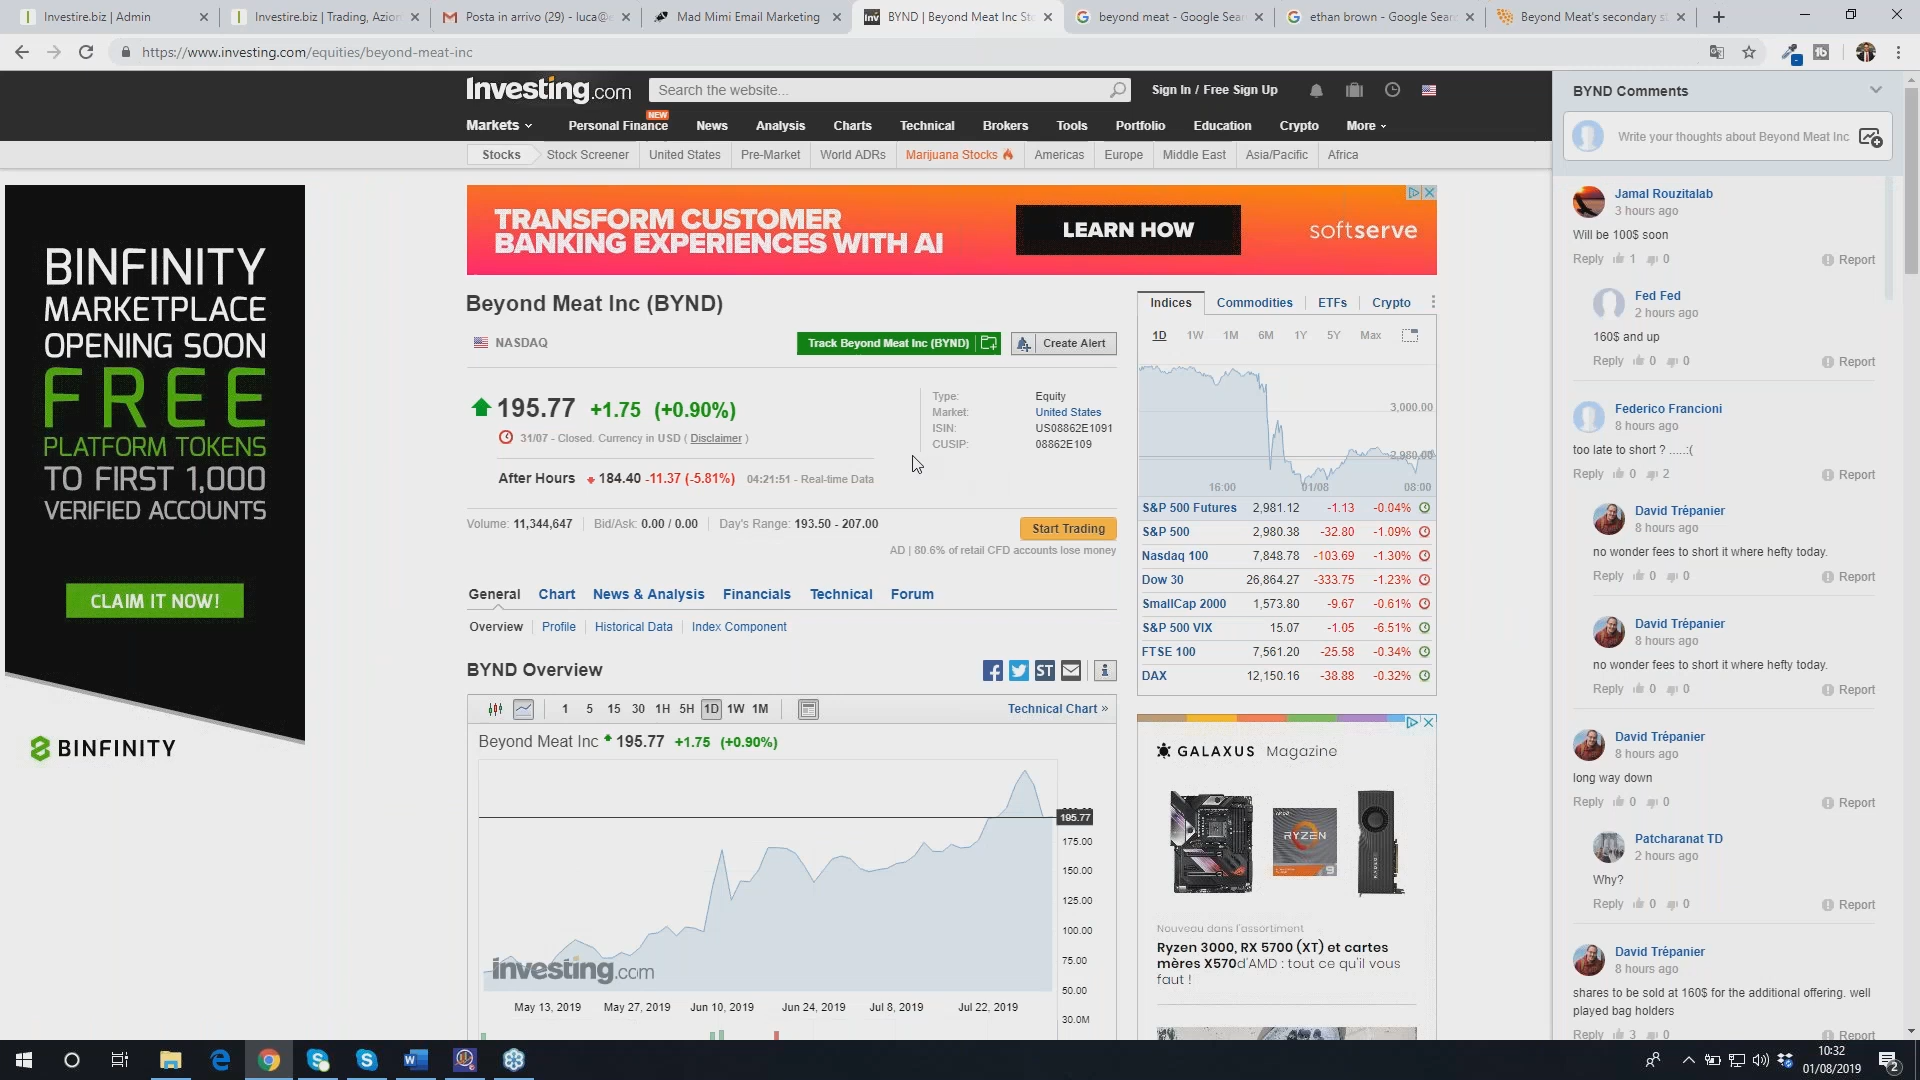 Investire.biz | Admin
Investire.biz | Trading, Azion
Posta in arrivo (29) - luca@
Mad Mimi Email Marketing
BYND | Beyond Meat Inc St
beyond meat - Google Sear
ethan brown - Google Sear
Beyond Meat's secondary s
https://www.investing.com/equities/beyond-meat-inc
Investing.com
Search the website...
Sign In / Free Sign Up
NEW
Markets
Personal Finance
News
Analysis
Charts
Technical
Brokers
Tools
Portfolio
Education
Crypto
More
Stocks
Stock Screener
United States
Pre-Market
World ADRs
Marijuana Stocks
Americas
Europe
Middle East
Asia/Pacific
Africa
BINFINITY
MARKETPLACE
OPENING SOON
FREE
PLATFORM TOKENS
TO FIRST 1,000
VERIFIED ACCOUNTS
CLAIM IT NOW!
BINFINITY
TRANSFORM CUSTOMER
BANKING EXPERIENCES WITH AI
LEARN HOW
softserve
Beyond Meat Inc (BYND)
NASDAQ
Track Beyond Meat Inc (BYND)
Create Alert
195.77 +1.75 (+0.90%)
31/07 - Closed. Currency in USD ( Disclaimer )
After Hours 184.40 -11.37 (-5.81%) 04:21:51 - Real-time Data
Type: Equity
Market: United States
ISIN: US08862E1091
CUSIP: 08862E109
Volume: 11,344,647 Bid/Ask: 0.00 / 0.00 Day's Range: 193.50 - 207.00
Start Trading
AD | 80.6% of retail CFD accounts lose money
General Chart News & Analysis Financials Technical Forum
Overview Profile Historical Data Index Component
BYND Overview
ST
1 5 15 30 1H 5H 1D 1W 1M
Technical Chart »
Beyond Meat Inc 195.77 +1.75 (+0.90%)
195.77
175.00
150.00
125.00
100.00
75.00
50.00
30.0M
Investing.com
May 13, 2019 May 27, 2019 Jun 10, 2019 Jun 24, 2019 Jul 8, 2019 Jul 22, 2019
Indices Commodities ETFs Crypto
1D 1W 1M 6M 1Y 5Y Max
3,000.00
2,980.00
16:00 01/08 08:00
S&P 500 Futures 2,981.12 -1.13 -0.04%
S&P 500 2,980.38 -32.80 -1.09%
Nasdaq 100 7,848.78 -103.69 -1.30%
Dow 30 26,864.27 -333.75 -1.23%
SmallCap 2000 1,573.80 -9.67 -0.61%
S&P 500 VIX 15.07 -1.05 -6.51%
FTSE 100 7,561.20 -25.58 -0.34%
DAX 12,150.16 -38.88 -0.32%
GALAXUS Magazine
RYZEN
Nouveau dans l'assortiment
Ryzen 3000, RX 5700 (XT) et cartes
mères X570 d'AMD : tout ce qu'il vous
faut !
BYND Comments
Write your thoughts about Beyond Meat Inc
Jamal Rouzitalab
3 hours ago
Will be 100$ soon
Reply 1 0 Report
Fed Fed
2 hours ago
160$ and up
Reply 0 0 Report
Federico Francioni
8 hours ago
too late to short ? .....:(
Reply 0 2 Report
David Trépanier
8 hours ago
no wonder fees to short it where hefty today.
Reply 0 0 Report
David Trépanier
8 hours ago
no wonder fees to short it where hefty today.
Reply 0 0 Report
David Trépanier
8 hours ago
long way down
Reply 0 0 Report
Patcharanat TD
2 hours ago
Why?
Reply 0 0 Report
David Trépanier
8 hours ago
shares to be sold at 160$ for the additional offering. well
played bag holders
Reply 3 0 Report
10:32
01/08/2019
2